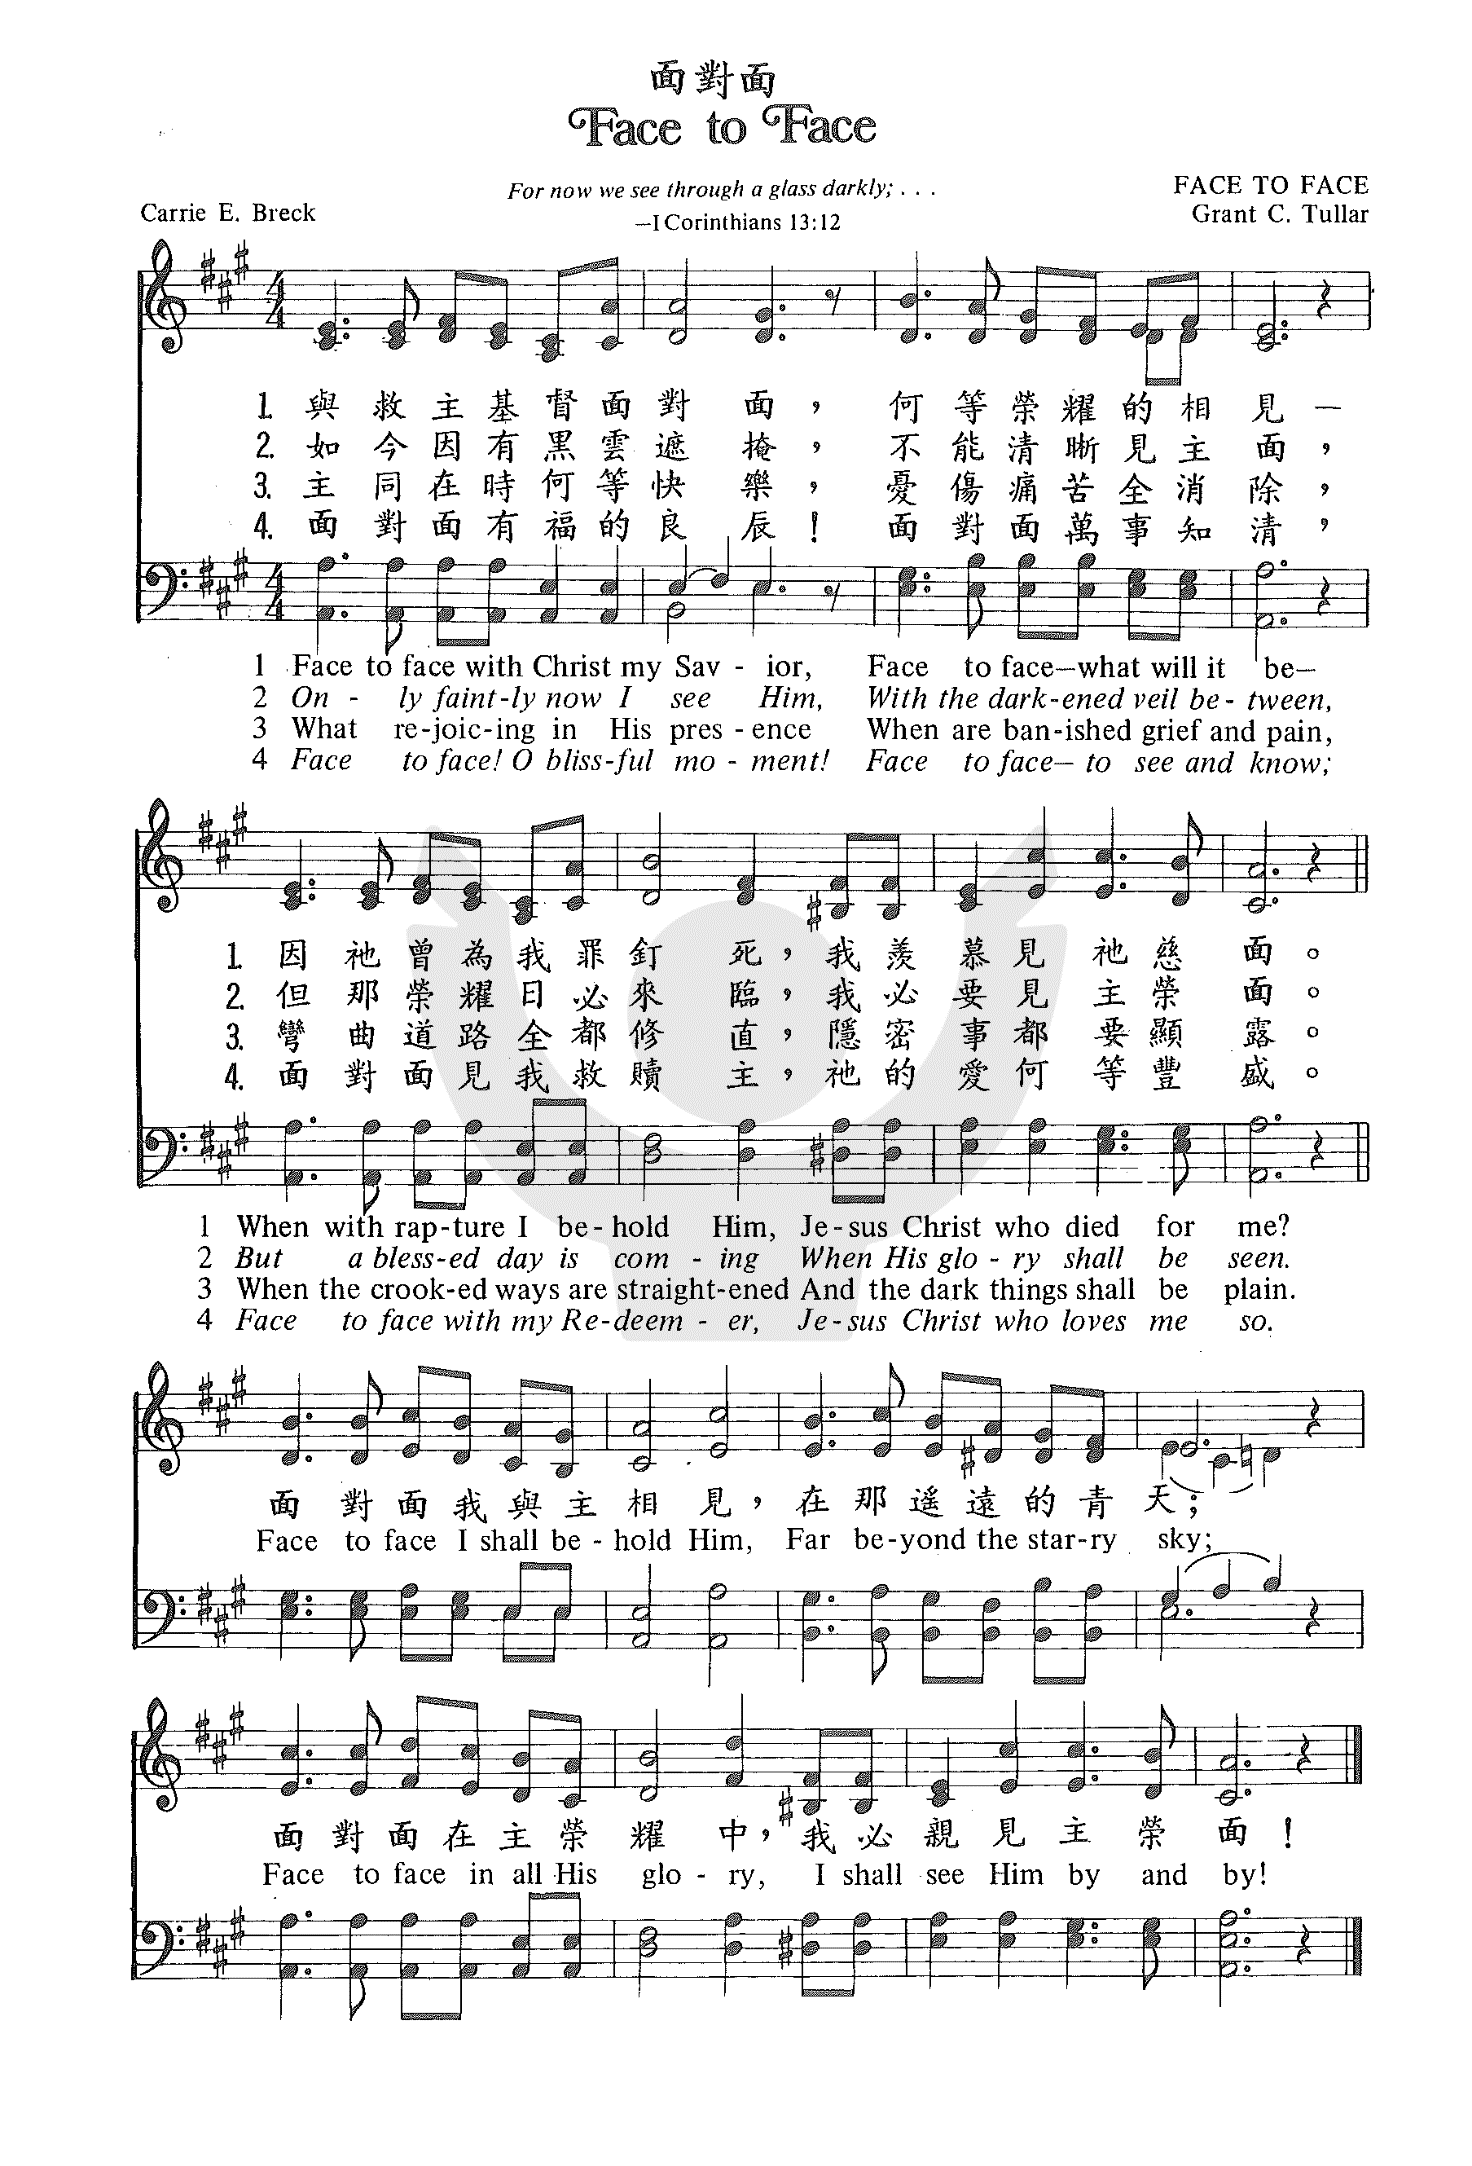 面對面
Face to Face
For now we see through a glass darkly; . . .
—I Corinthians 13:12
Carrie E. Breck
FACE TO FACE
Grant C. Tullar
1. 與救主基督面對面，何等榮耀的相見—
2. 如今因有黑雲遮掩，不能清晰見主面，
3. 主同在時何等快樂，憂傷痛苦全消除，
4. 面對面有福的良辰！面對面萬事知清，
1 Face to face with Christ my Sav - ior, Face to face—what will it be—
2 On - ly faint-ly now I see Him, With the dark-ened veil be - tween,
3 What re-joic-ing in His pres - ence When are ban-ished grief and pain,
4 Face to face! O bliss-ful mo - ment! Face to face— to see and know;
1. 因祂曾為我罪釘死，我羨慕見祂慈面。
2. 但那榮耀日必來臨，我必要見主榮面。
3. 彎曲道路全都修直，隱密事都要顯露。
4. 面對面見我救贖主，祂的愛何等豐盛。
1 When with rap-ture I be-hold Him, Je-sus Christ who died for me?
2 But a bless-ed day is com - ing When His glo - ry shall be seen.
3 When the crook-ed ways are straight-ened And the dark things shall be plain.
4 Face to face with my Re-deem - er, Je-sus Christ who loves me so.
面對面我與主相見，在那遙遠的青天；
Face to face I shall be - hold Him, Far be-yond the star-ry sky;
面對面在主榮耀中，我必親見主榮面！
Face to face in all His glo - ry, I shall see Him by and by!